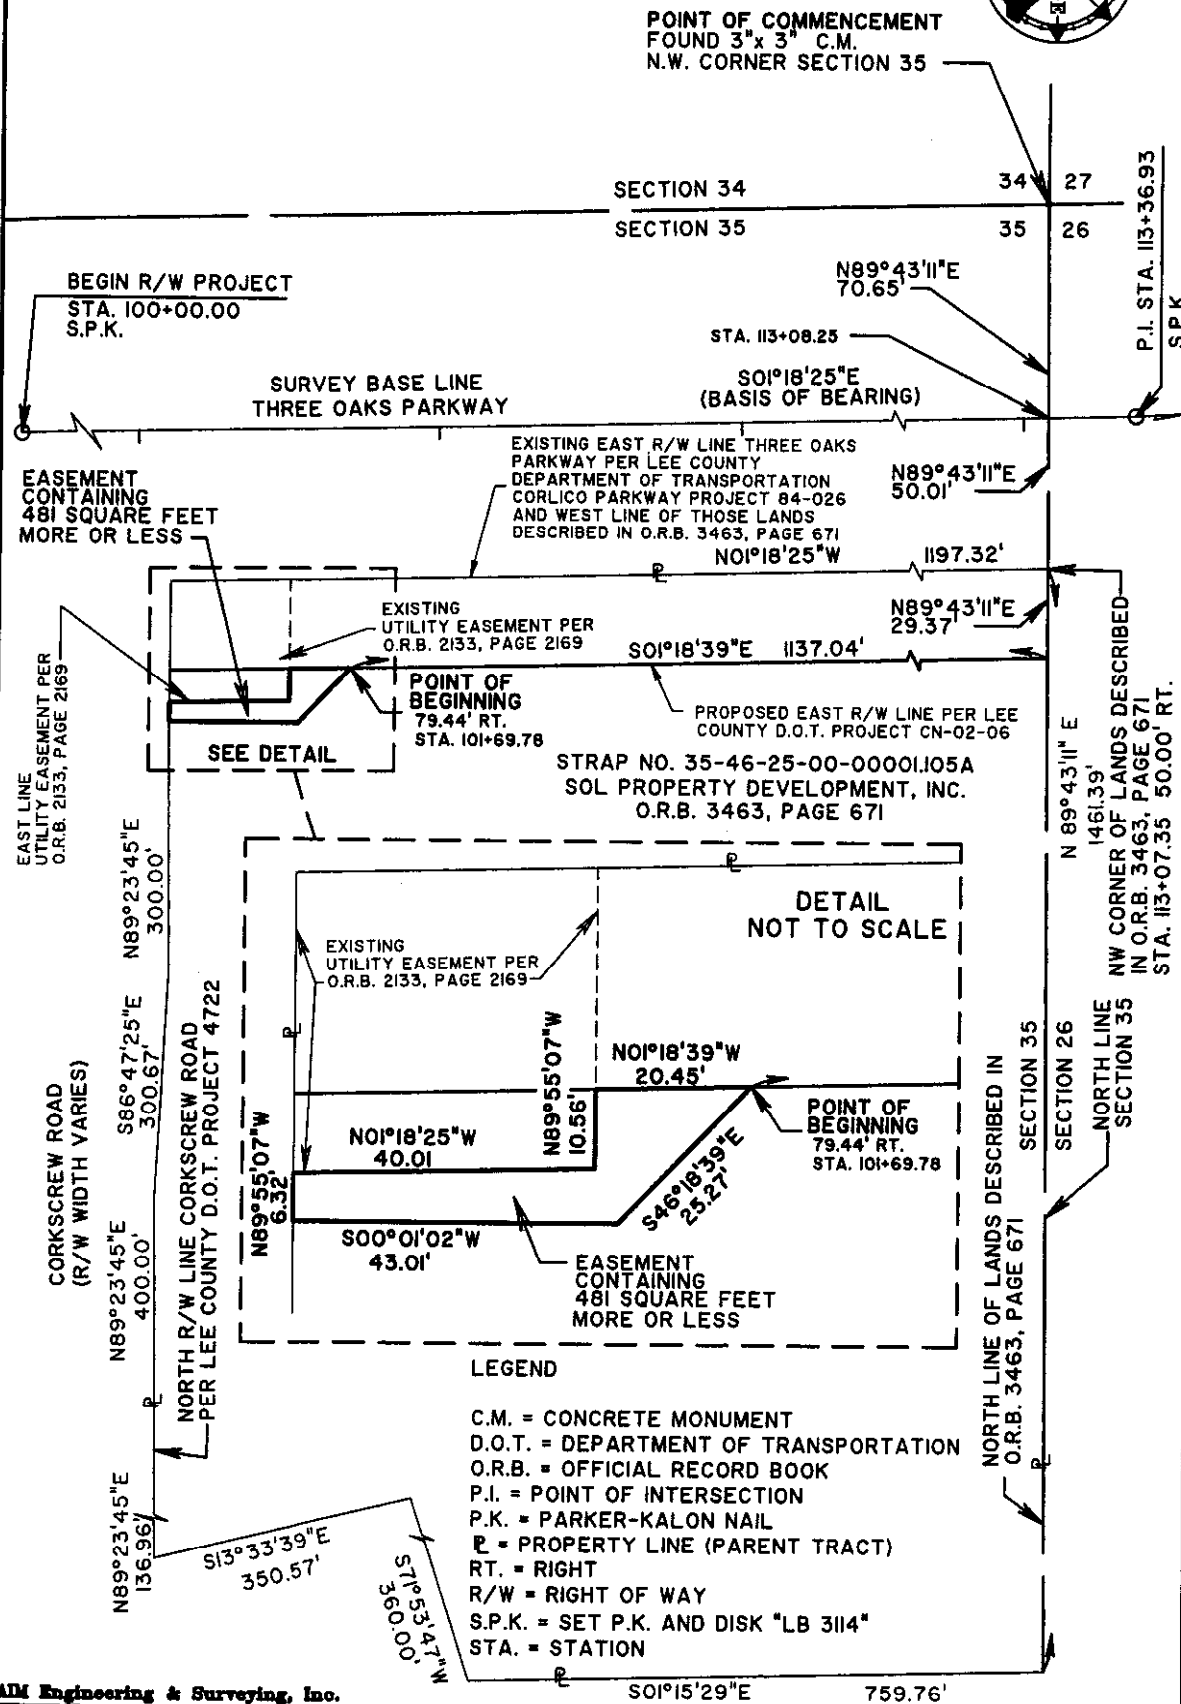 POINT OF COMMENCEMENT
FOUND 3"x 3" C.M.
N.W. CORNER SECTION 35
E
SECTION 34
34 27
SECTION 35
35 26
P.I. STA. 113+36.93
S.P.K.
BEGIN R/W PROJECT
STA. 100+00.00
S.P.K.
N89°43'11"E
70.65'
STA. 113+08.25
SURVEY BASE LINE
THREE OAKS PARKWAY
S01°18'25"E
(BASIS OF BEARING)
EASEMENT
CONTAINING
481 SQUARE FEET
MORE OR LESS
EXISTING EAST R/W LINE THREE OAKS
PARKWAY PER LEE COUNTY
DEPARTMENT OF TRANSPORTATION
CORLICO PARKWAY PROJECT 84-026
AND WEST LINE OF THOSE LANDS
DESCRIBED IN O.R.B. 3463, PAGE 671
N89°43'11"E
50.01'
N01°18'25"W 1197.32'
N89°43'11"E
29.37'
EXISTING
UTILITY EASEMENT PER
O.R.B. 2133, PAGE 2169
S01°18'39"E 1137.04'
POINT OF
BEGINNING
79.44' RT.
STA. 101+69.78
PROPOSED EAST R/W LINE PER LEE
COUNTY D.O.T. PROJECT CN-02-06
SEE DETAIL
STRAP NO. 35-46-25-00-00001.105A
SOL PROPERTY DEVELOPMENT, INC.
O.R.B. 3463, PAGE 671
EAST LINE
UTILITY EASEMENT PER
O.R.B. 2133, PAGE 2169
N 89°43'11" E
1461.39'
NW CORNER OF LANDS DESCRIBED
IN O.R.B. 3463, PAGE 671
STA. 113+07.35 50.00' RT.
N89°23'45"E
300.00'
DETAIL
NOT TO SCALE
EXISTING
UTILITY EASEMENT PER
O.R.B. 2133, PAGE 2169
S86°47'25"E
300.67'
NORTH R/W LINE CORKSCREW ROAD
PER LEE COUNTY D.O.T. PROJECT 4722
CORKSCREW ROAD
(R/W WIDTH VARIES)
N01°18'39"W
20.45'
N89°55'07"W
10.56'
POINT OF
BEGINNING
79.44' RT.
STA. 101+69.78
N01°18'25"W
40.01
N89°55'07"W
6.32'
S46°18'39"E
25.27'
S00°01'02"W
43.01'
EASEMENT
CONTAINING
481 SQUARE FEET
MORE OR LESS
SECTION 35
SECTION 26
NORTH LINE
SECTION 35
NORTH LINE OF LANDS DESCRIBED IN
O.R.B. 3463, PAGE 671
N89°23'45"E
400.00'
LEGEND
C.M. = CONCRETE MONUMENT
D.O.T. = DEPARTMENT OF TRANSPORTATION
O.R.B. = OFFICIAL RECORD BOOK
P.I. = POINT OF INTERSECTION
P.K. = PARKER-KALON NAIL
PL = PROPERTY LINE (PARENT TRACT)
RT. = RIGHT
R/W = RIGHT OF WAY
S.P.K. = SET P.K. AND DISK "LB 3114"
STA. = STATION
N89°23'45"E
136.96'
S13°33'39"E
350.57'
S71°53'47"W
360.00'
S01°15'29"E 759.76'
AIM Engineering & Surveying, Inc.